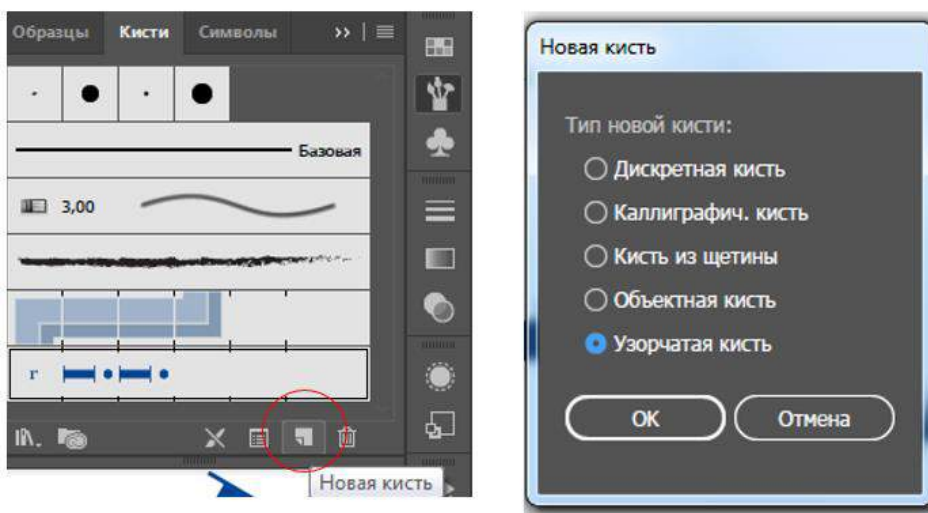 Образцы Кисти Символы
Базовая
3,00
г
Новая кисть
Новая кисть
Тип новой кисти:
Дискретная кисть
Каллиграфич. кисть
Кисть из щетины
Объектная кисть
Узорчатая кисть
OK Отмена